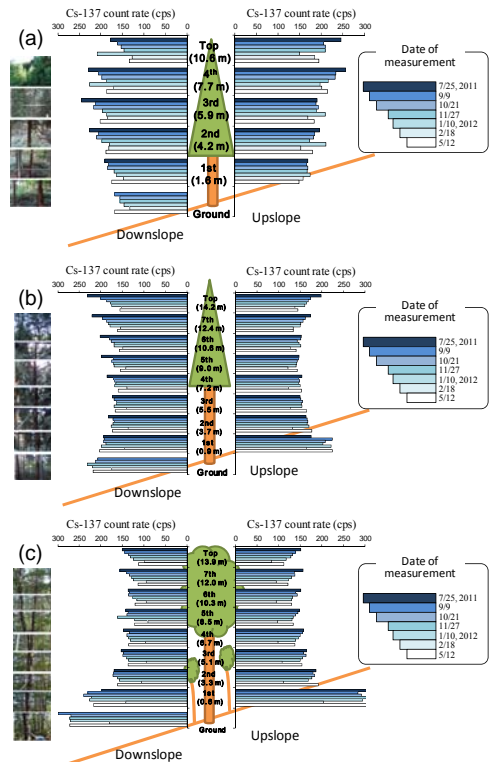 Cs-137 count rate (cps)
Cs-137 count rate (cps)
(a)
200 150 100 50 0
0 50 100 150 200 250
Top
(10.6 m)
4th
(7.7 m)
3rd
(5.9 m)
2nd
(4.2 m)
1st
(1.6 m)
Ground
Downslope
Upslope
Date of
measurement
7/25, 2011
9/9
10/21
11/27
1/10, 2012
2/18
5/12
Cs-137 count rate (cps)
Cs-137 count rate (cps)
(b)
300 250 200 150 100 50 0
0 50 100 150 200 250 300
Top
(14.2 m)
7th
(12.4 m)
6th
(10.6 m)
5th
(9.0 m)
4th
(7.2 m)
3rd
(5.5 m)
2nd
(3.7 m)
1st
(0.9 m)
Ground
Downslope
Upslope
Date of
measurement
7/25, 2011
9/9
10/21
11/27
1/10, 2012
2/18
5/12
Cs-137 count rate (cps)
Cs-137 count rate (cps)
(c)
300 250 200 150 100 50 0
0 50 100 150 200 250 300
Top
(13.9 m)
7th
(12.0 m)
6th
(10.3 m)
5th
(8.5 m)
4th
(6.7 m)
3rd
(5.1 m)
2nd
(3.3 m)
1st
(0.6 m)
Ground
Downslope
Upslope
Date of
measurement
7/25, 2011
9/9
10/21
11/27
1/10, 2012
2/18
5/12